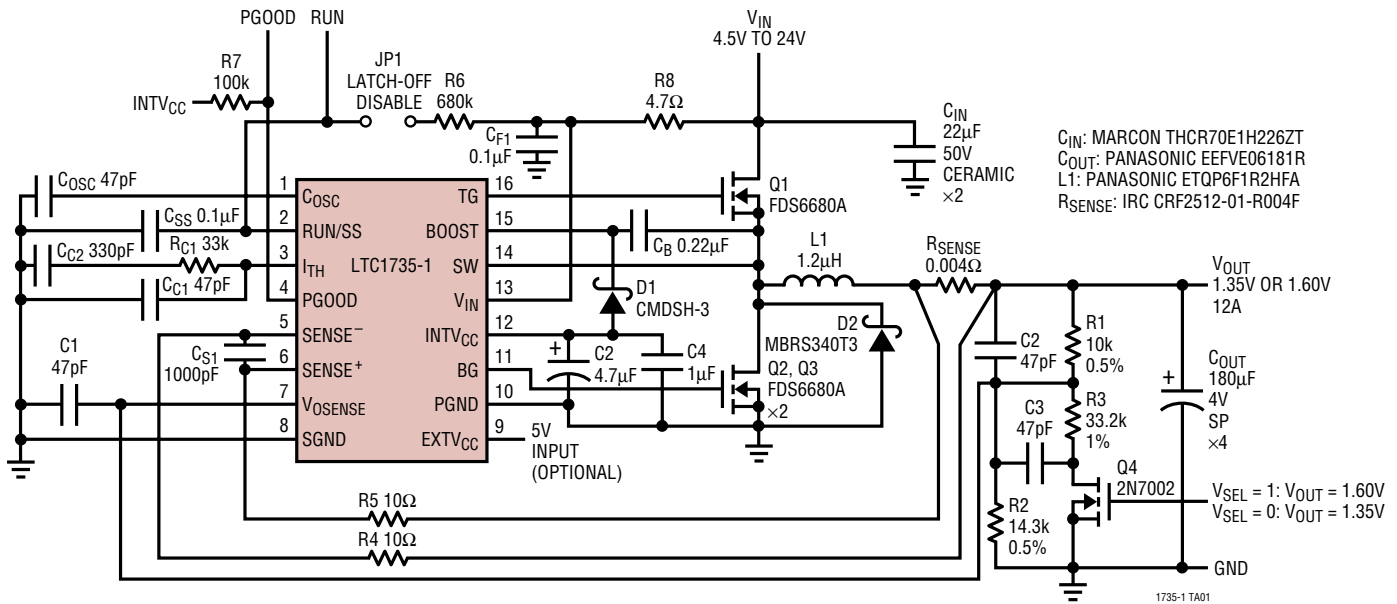 PGOOD RUN
V_IN
4.5V TO 24V
R7
100k
INTV_CC
JP1
LATCH-OFF
DISABLE
R6
680k
R8
4.7Ω
C_F1
0.1µF
C_IN
22µF
50V
CERAMIC
×2
C_IN: MARCON THCR70E1H226ZT
C_OUT: PANASONIC EEFVE06181R
L1: PANASONIC ETQP6F1R2HFA
R_SENSE: IRC CRF2512-01-R004F
C_OSC 47pF
C_SS 0.1µF
C_C2 330pF
R_C1 33k
C_C1 47pF
C_S1
1000pF
C1
47pF
1
2
3
4
5
6
7
8
C_OSC
RUN/SS
I_TH
PGOOD
SENSE⁻
SENSE⁺
V_OSENSE
SGND
LTC1735-1
TG
BOOST
SW
V_IN
INTV_CC
BG
PGND
EXTV_CC
16
15
14
13
12
11
10
9
Q1
FDS6680A
C_B 0.22µF
D1
CMDSH-3
+
C2
4.7µF
C4
1µF
5V
INPUT
(OPTIONAL)
L1
1.2µH
R_SENSE
0.004Ω
D2
MBRS340T3
Q2, Q3
FDS6680A
×2
V_OUT
1.35V OR 1.60V
12A
C2
47pF
R1
10k
0.5%
R3
33.2k
1%
C3
47pF
R2
14.3k
0.5%
Q4
2N7002
+
C_OUT
180µF
4V
SP
×4
V_SEL = 1: V_OUT = 1.60V
V_SEL = 0: V_OUT = 1.35V
GND
R5 10Ω
R4 10Ω
1735-1 TA01